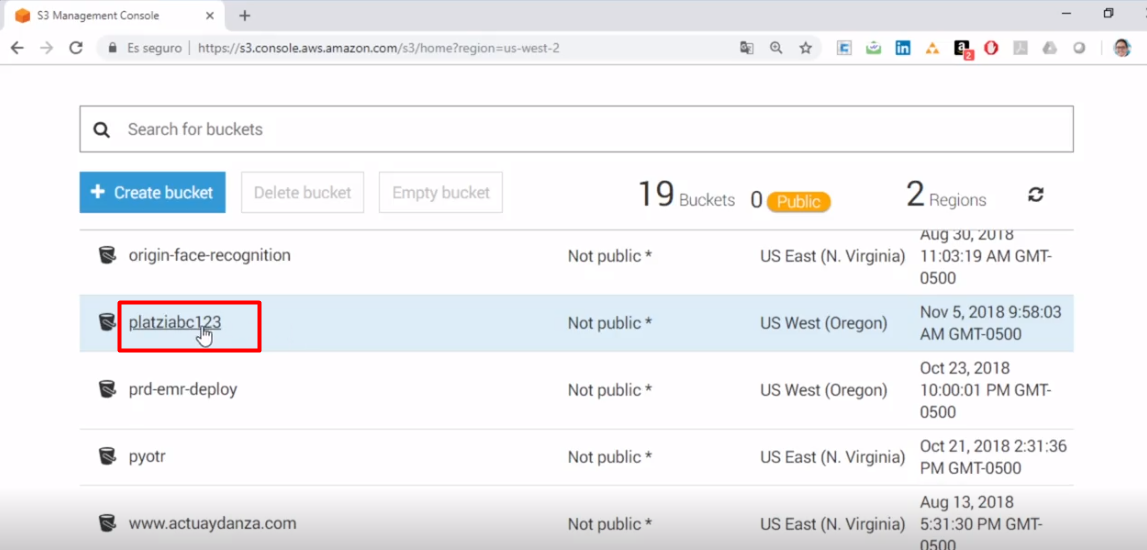 S3 Management Console
Es seguro | https://s3.console.aws.amazon.com/s3/home?region=us-west-2
Search for buckets
+ Create bucket Delete bucket Empty bucket 19 Buckets 0 Public 2 Regions
origin-face-recognition Not public * US East (N. Virginia) Aug 30, 2018
11:03:19 AM GMT-
0500
platziabc123 Not public * US West (Oregon) Nov 5, 2018 9:58:03
AM GMT-0500
prd-emr-deploy Not public * US West (Oregon) Oct 23, 2018
10:00:01 PM GMT-
0500
pyotr Not public * US East (N. Virginia) Oct 21, 2018 2:31:36
PM GMT-0500
www.actuaydanza.com Not public * US East (N. Virginia) Aug 13, 2018
5:31:30 PM GMT-
0500